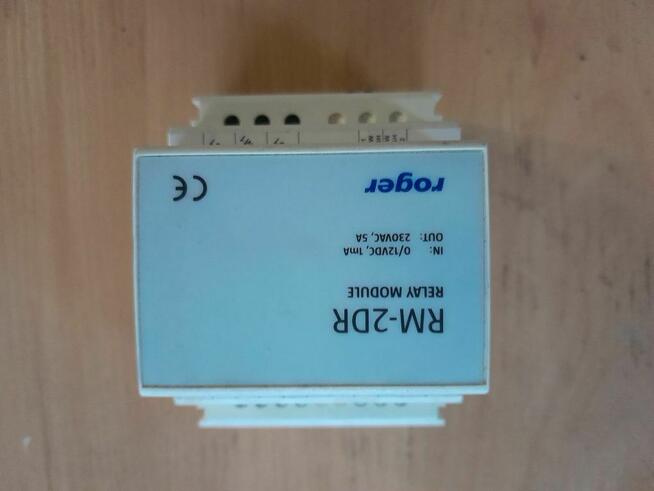 RM-2DR
RELAY MODULE
IN: 0/12VDC, 1mA
OUT: 230VAC, 5A
roger
CE